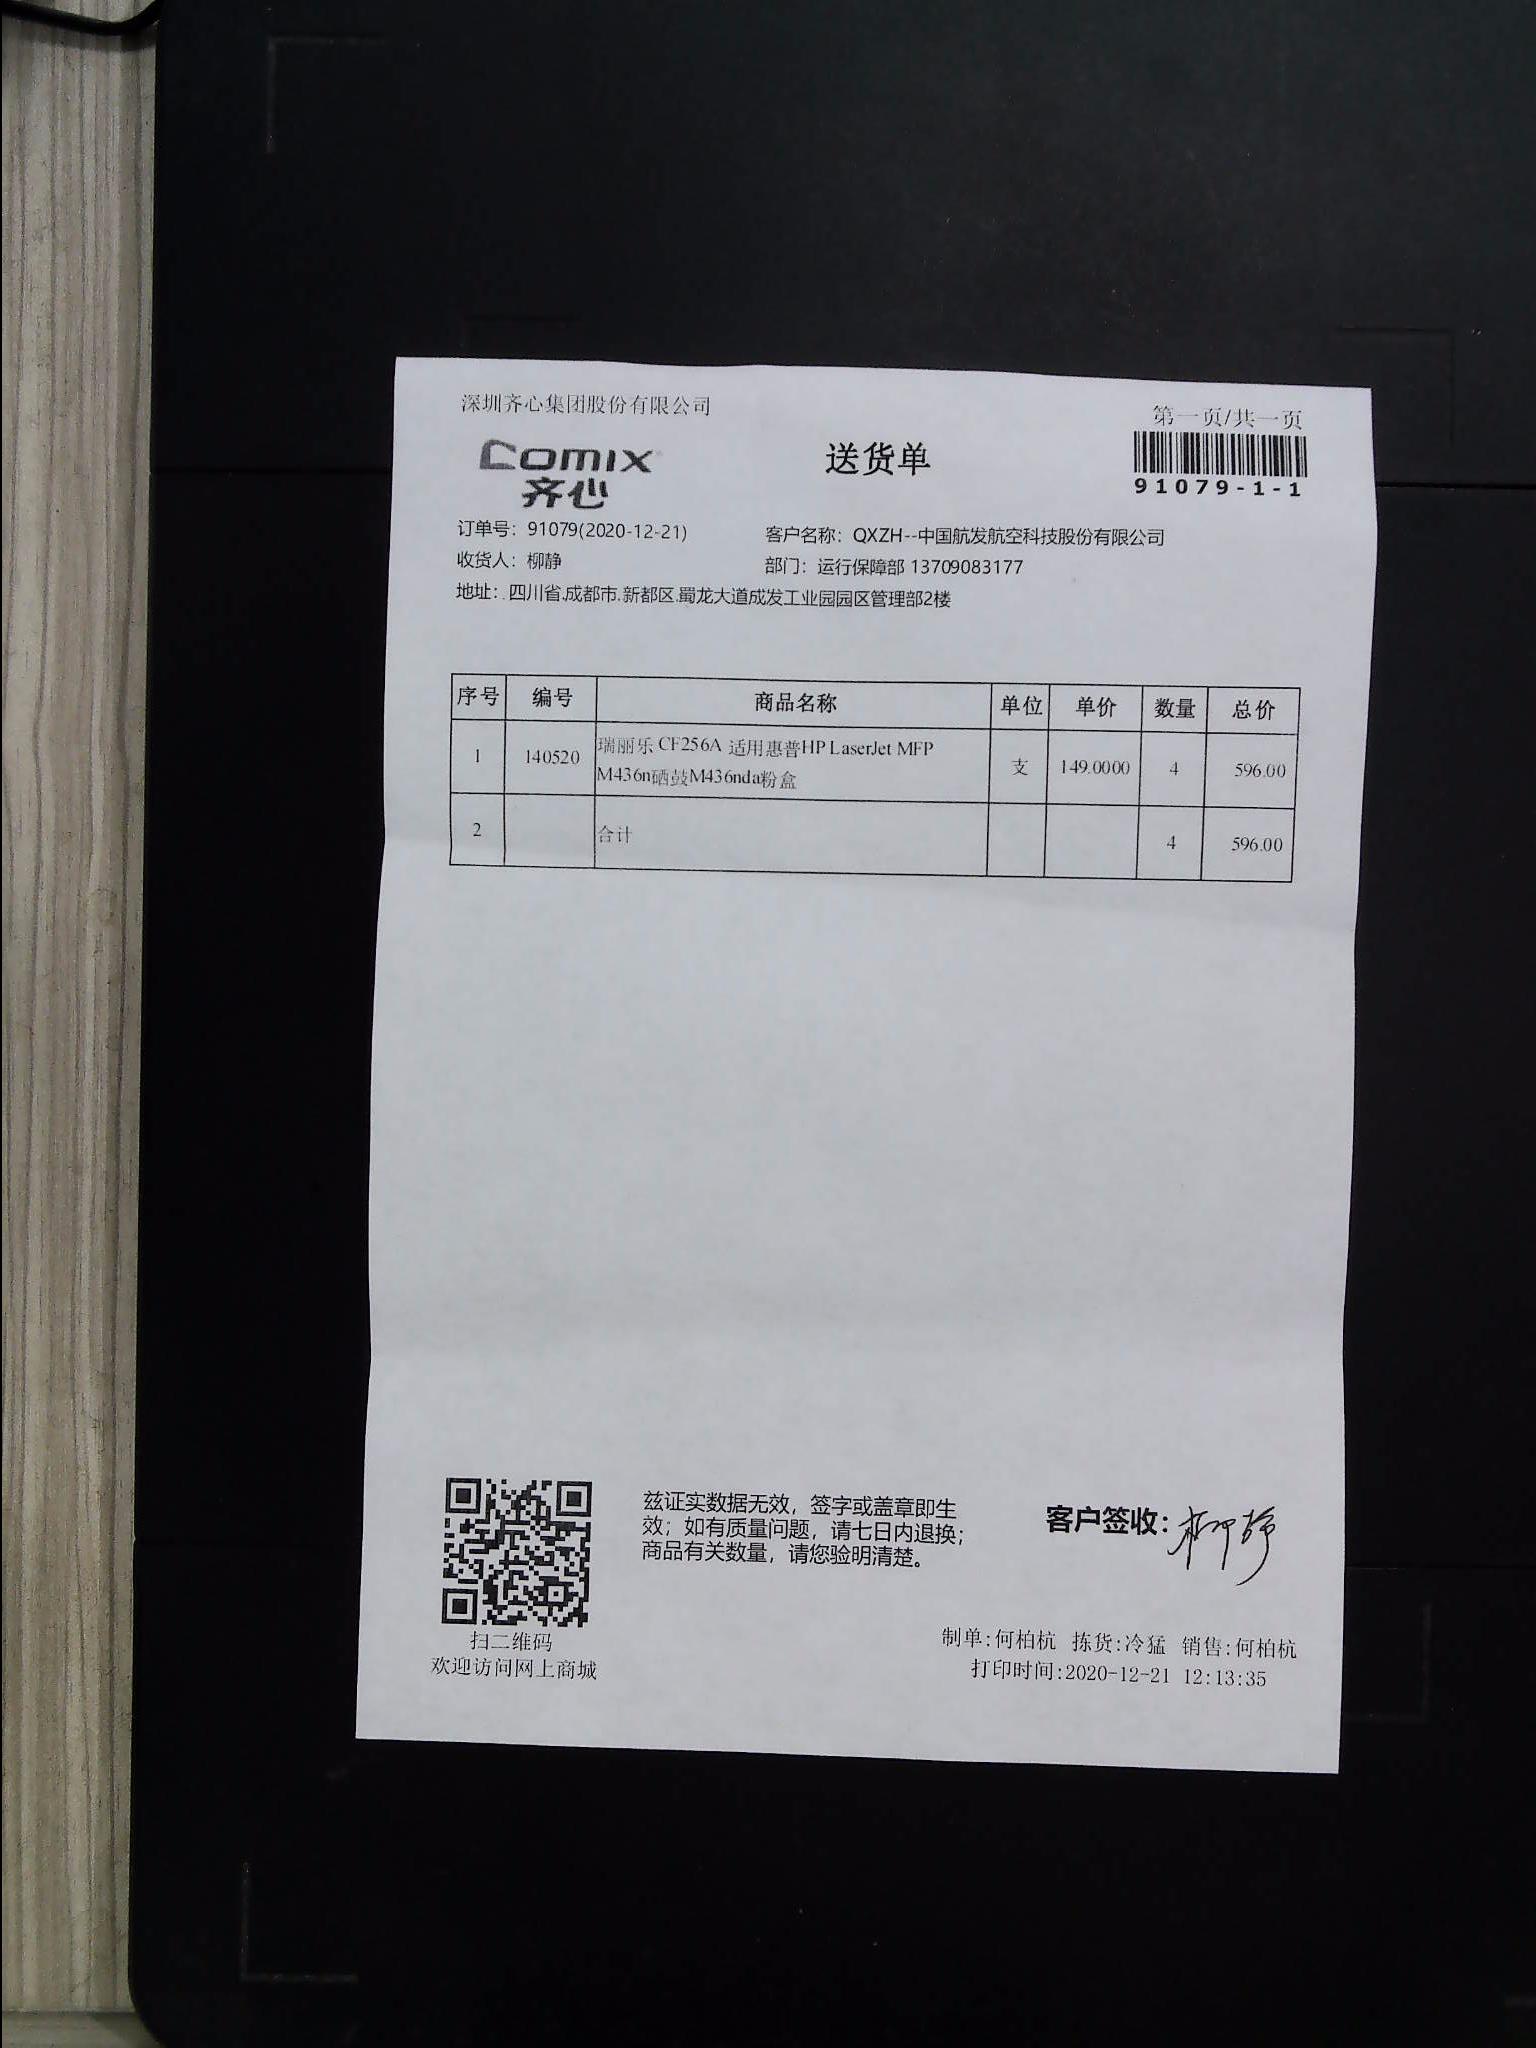 深圳齐心集团股份有限公司
第一页/共一页
Comix
齐心
送货单
91079-1-1
订单号：91079(2020-12-21)
客户名称：QXZH--中国航发航空科技股份有限公司
收货人：柳静
部门：运行保障部 13709083177
地址：.四川省.成都市.新都区.蜀龙大道成发工业园园区管理部2楼
序号 编号 商品名称 单位 单价 数量 总价
1 140520 瑞丽乐 CF256A 适用惠普HP LaserJet MFP M436n硒鼓M436nda粉盒 支 149.0000 4 596.00
2 合计 4 596.00
兹证实数据无效，签字或盖章即生
效；如有质量问题，请七日内退换；
商品有关数量，请您验明清楚。
客户签收：柳静
扫二维码
欢迎访问网上商城
制单:何柏杭 拣货:冷猛 销售:何柏杭
打印时间:2020-12-21 12:13:35